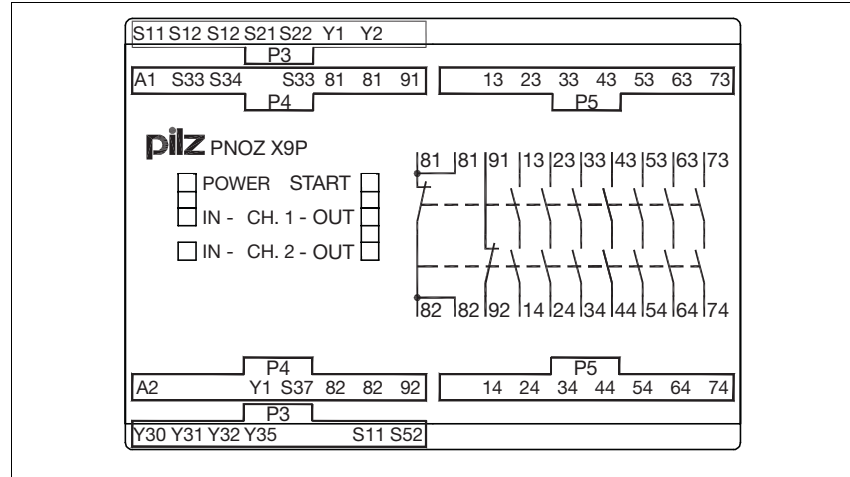 S11 S12 S12 S21 S22 Y1 Y2
P3
A1 S33 S34 S33 81 81 91
P4
13 23 33 43 53 63 73
P5
pilz PNOZ X9P
POWER START
IN - CH. 1 - OUT
IN - CH. 2 - OUT
81 81 91 13 23 33 43 53 63 73
82 82 92 14 24 34 44 54 64 74
P4
A2 Y1 S37 82 82 92
P5
14 24 34 44 54 64 74
P3
Y30 Y31 Y32 Y35 S11 S52